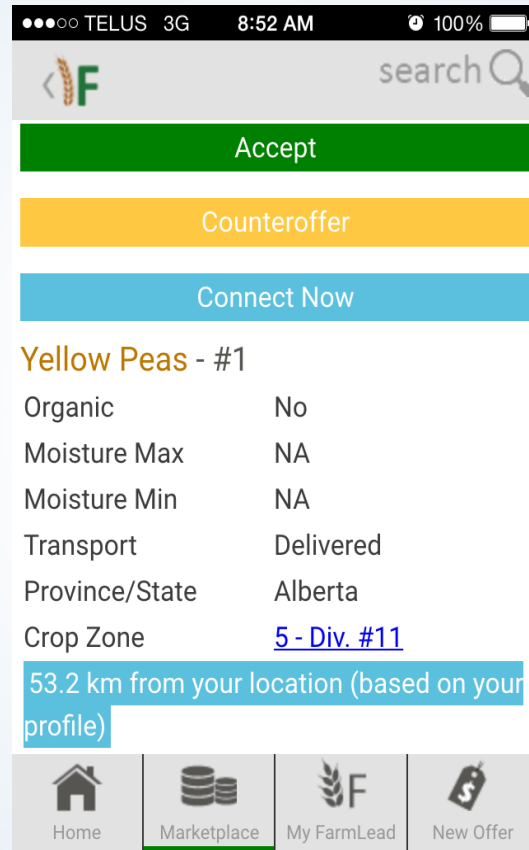 TELUS 3G 8:52 AM 100%
F search
Accept
Counteroffer
Connect Now
Yellow Peas - #1
Organic No
Moisture Max NA
Moisture Min NA
Transport Delivered
Province/State Alberta
Crop Zone 5 - Div. #11
53.2 km from your location (based on your
profile)
F $
Home Marketplace My FarmLead New Offer